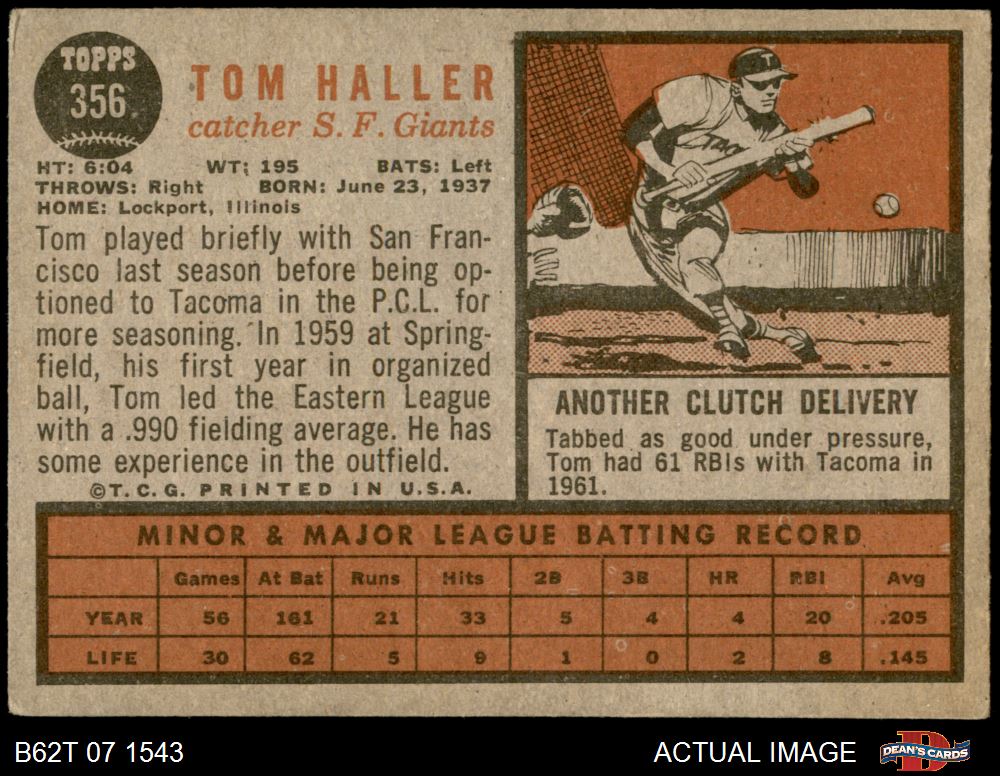 TOPPS
356
TOM HALLER
catcher S. F. Giants
HT: 6:04 WT: 195 BATS: Left
THROWS: Right BORN: June 23, 1937
HOME: Lockport, Illinois
Tom played briefly with San Fran-
cisco last season before being op-
tioned to Tacoma in the P.C.L. for
more seasoning. In 1959 at Spring-
field, his first year in organized
ball, Tom led the Eastern League
with a .990 fielding average. He has
some experience in the outfield.
©T.C.G. PRINTED IN U.S.A.
T
TAC
ANOTHER CLUTCH DELIVERY
Tabbed as good under pressure,
Tom had 61 RBIs with Tacoma in
1961.
MINOR & MAJOR LEAGUE BATTING RECORD
Games At Bat Runs Hits 2B 3B HR RBI Avg
YEAR 56 161 21 33 5 4 4 20 .205
LIFE 30 62 5 9 1 0 2 8 .145
B62T 07 1543
ACTUAL IMAGE
DEAN'S CARDS